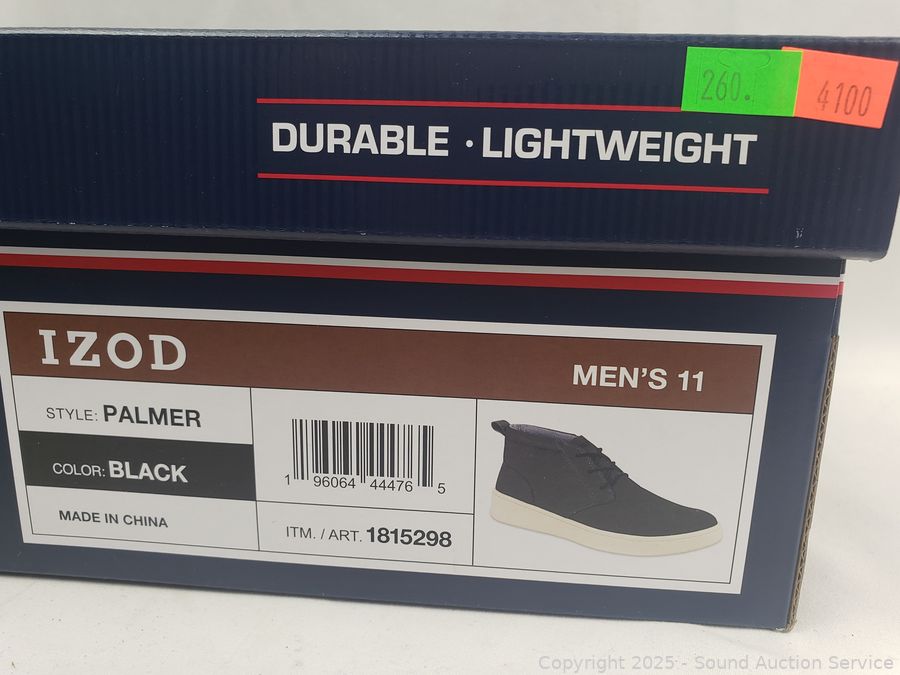 260.
4100
DURABLE · LIGHTWEIGHT
IZOD
MEN'S 11
STYLE: PALMER
COLOR: BLACK
MADE IN CHINA
1 96064 44476 5
ITM. / ART. 1815298
Copyright 2025 - Sound Auction Service